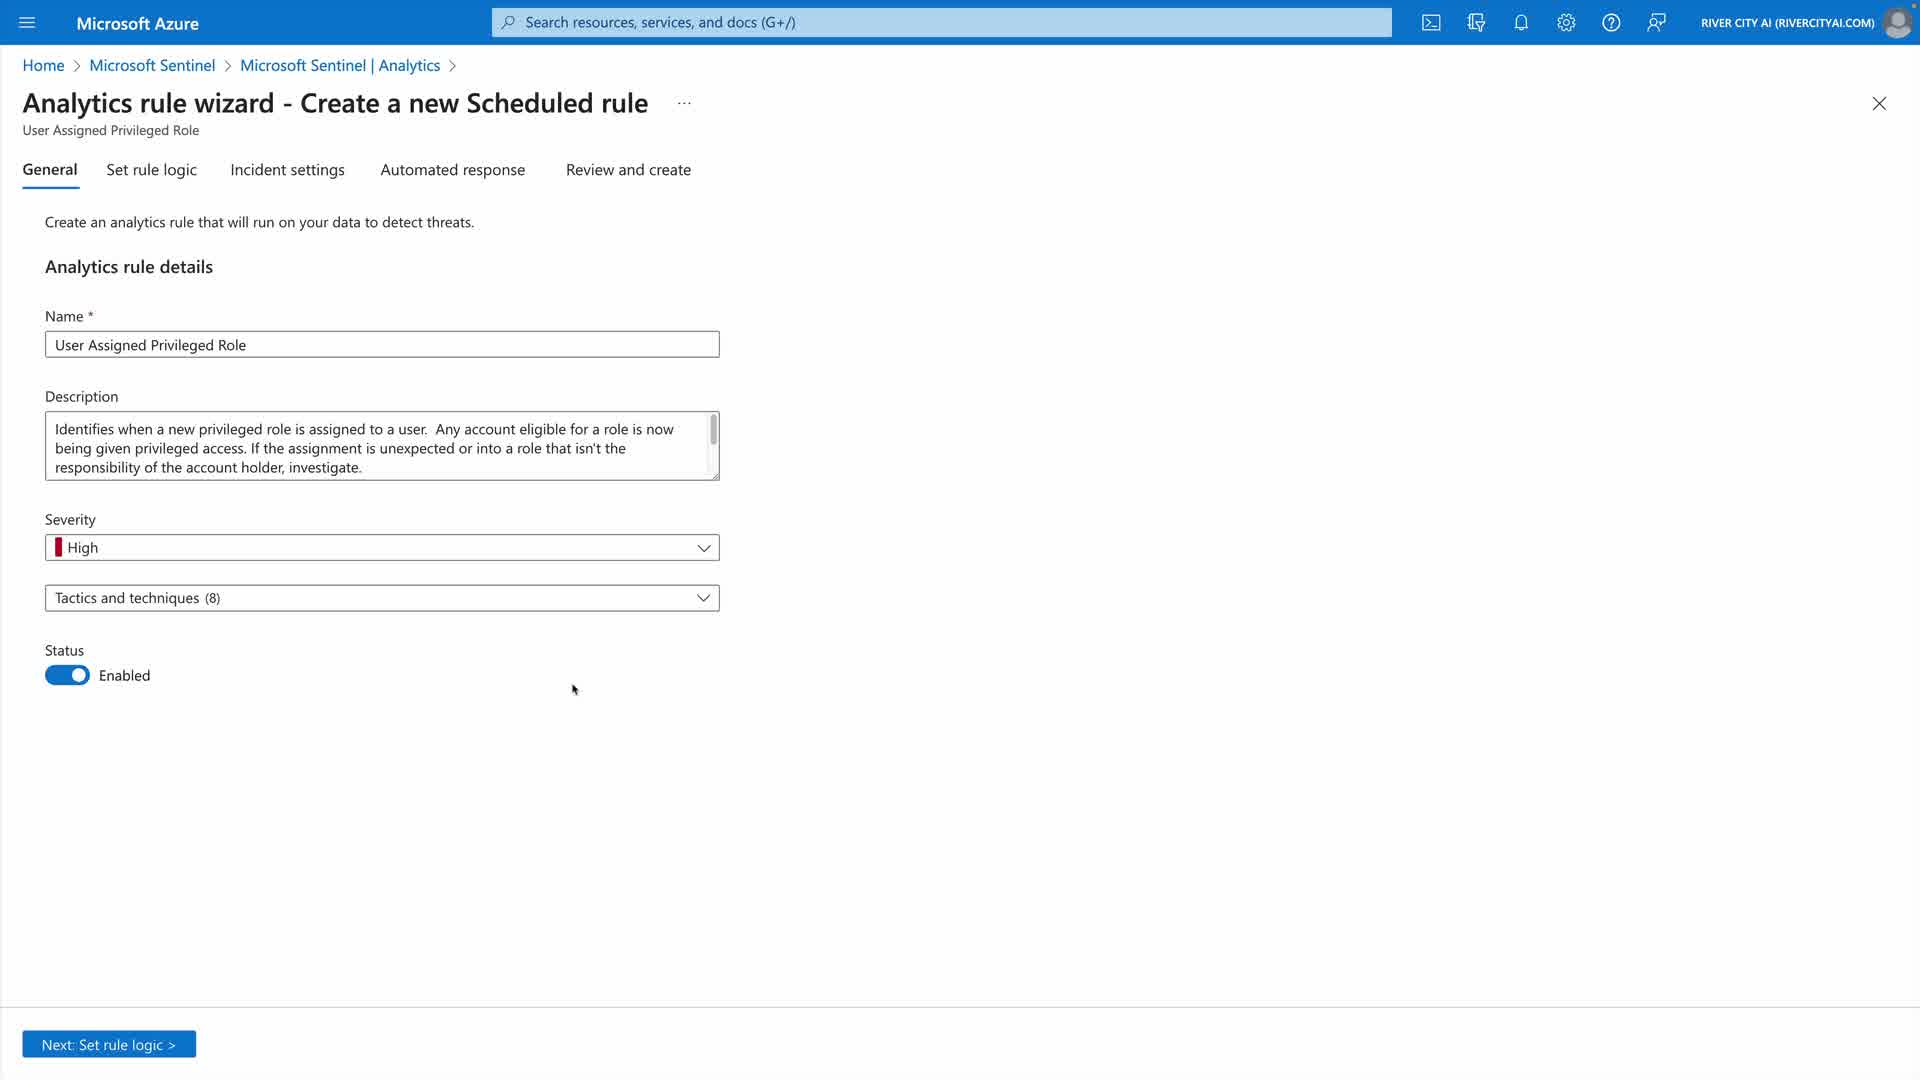 Microsoft Azure
Search resources, services, and docs (G+/)
RIVER CITY AI (RIVERCITYAI.COM)
Home > Microsoft Sentinel > Microsoft Sentinel | Analytics >
Analytics rule wizard - Create a new Scheduled rule ...
User Assigned Privileged Role
General Set rule logic Incident settings Automated response Review and create
Create an analytics rule that will run on your data to detect threats.
Analytics rule details
Name *
User Assigned Privileged Role
Description
Identifies when a new privileged role is assigned to a user.  Any account eligible for a role is now
being given privileged access. If the assignment is unexpected or into a role that isn't the
responsibility of the account holder, investigate.
Severity
High
Tactics and techniques (8)
Status
Enabled
Next: Set rule logic >